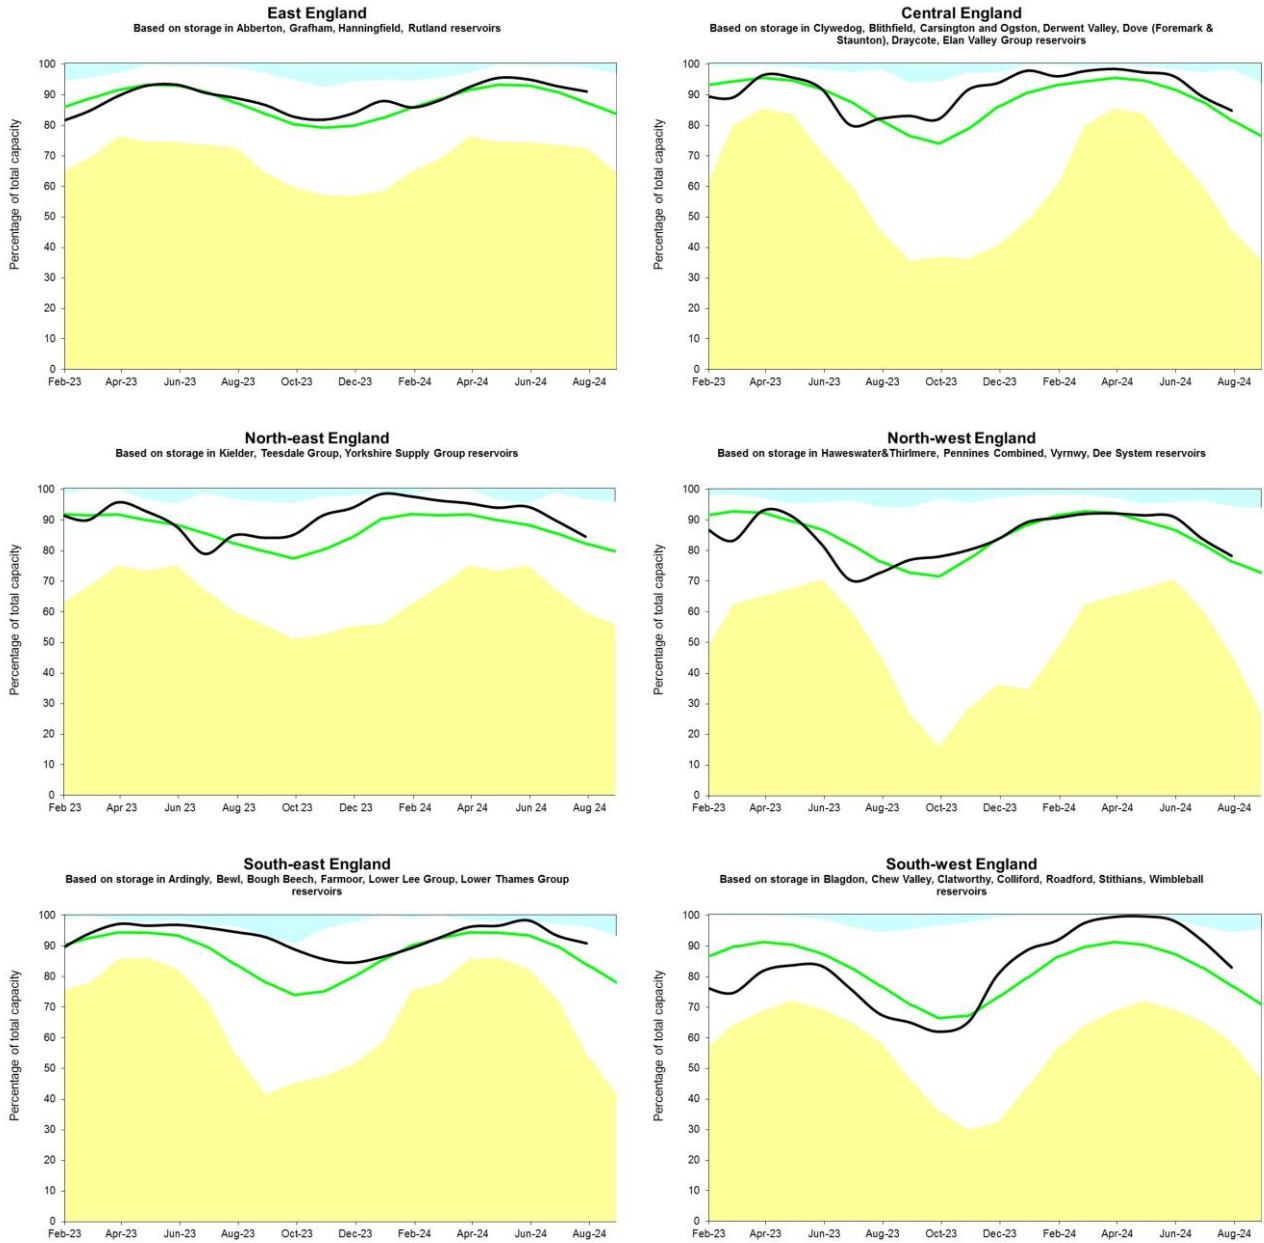 East England
Based on storage in Abberton, Grafham, Hanningfield, Rutland reservoirs
Percentage of total capacity
100
90
80
70
60
50
40
30
20
10
0
Feb-23 Apr-23 Jun-23 Aug-23 Oct-23 Dec-23 Feb-24 Apr-24 Jun-24 Aug-24
Central England
Based on storage in Clywedog, Blithfield, Carsington and Ogston, Derwent Valley, Dove (Foremark &
Staunton), Draycote, Elan Valley Group reservoirs
Percentage of total capacity
100
90
80
70
60
50
40
30
20
10
0
Feb-23 Apr-23 Jun-23 Aug-23 Oct-23 Dec-23 Feb-24 Apr-24 Jun-24 Aug-24
North-east England
Based on storage in Kielder, Teesdale Group, Yorkshire Supply Group reservoirs
Percentage of total capacity
100
90
80
70
60
50
40
30
20
10
0
Feb 23 Apr 23 Jun 23 Aug 23 Oct 23 Dec 23 Feb 24 Apr 24 Jun 24 Aug 24
North-west England
Based on storage in Haweswater&Thirlmere, Pennines Combined, Vyrnwy, Dee System reservoirs
Percentage of total capacity
100
90
80
70
60
50
40
30
20
10
0
Feb-23 Apr-23 Jun-23 Aug-23 Oct-23 Dec-23 Feb-24 Apr-24 Jun-24 Aug-24
South-east England
Based on storage in Ardingly, Bewl, Bough Beech, Farmoor, Lower Lee Group, Lower Thames Group
reservoirs
Percentage of total capacity
100
90
80
70
60
50
40
30
20
10
0
Feb-23 Apr-23 Jun-23 Aug-23 Oct-23 Dec-23 Feb-24 Apr-24 Jun-24 Aug-24
South-west England
Based on storage in Blagdon, Chew Valley, Clatworthy, Colliford, Roadford, Stithians, Wimbleball
reservoirs
Percentage of total capacity
100
90
80
70
60
50
40
30
20
10
0
Feb-23 Apr-23 Jun-23 Aug-23 Oct-23 Dec-23 Feb-24 Apr-24 Jun-24 Aug-24